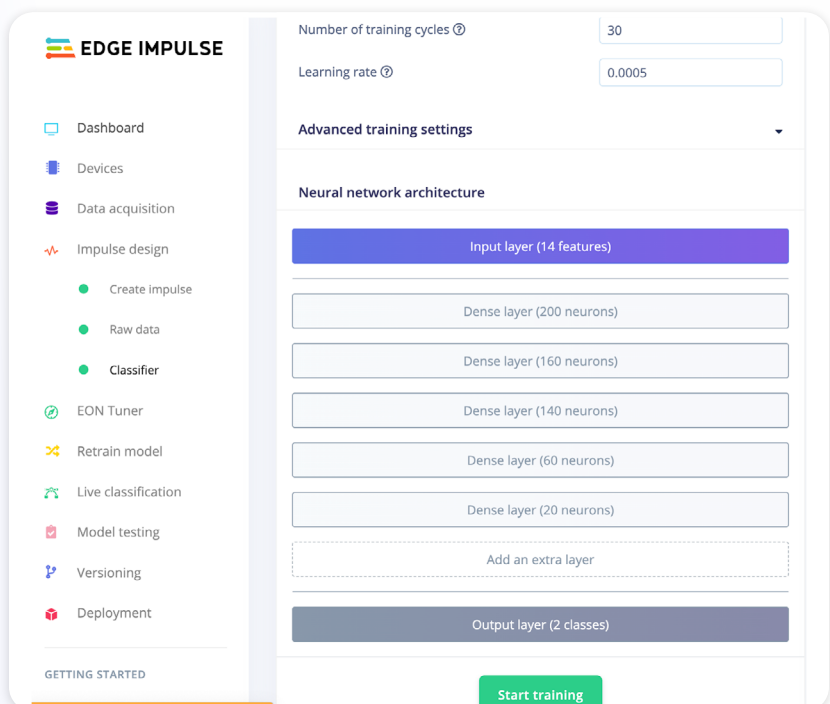 EDGE IMPULSE
Dashboard
Devices
Data acquisition
Impulse design
Create impulse
Raw data
Classifier
EON Tuner
Retrain model
Live classification
Model testing
Versioning
Deployment
GETTING STARTED
Number of training cycles ?
30
Learning rate ?
0.0005
Advanced training settings
Neural network architecture
Input layer (14 features)
Dense layer (200 neurons)
Dense layer (160 neurons)
Dense layer (140 neurons)
Dense layer (60 neurons)
Dense layer (20 neurons)
Add an extra layer
Output layer (2 classes)
Start training